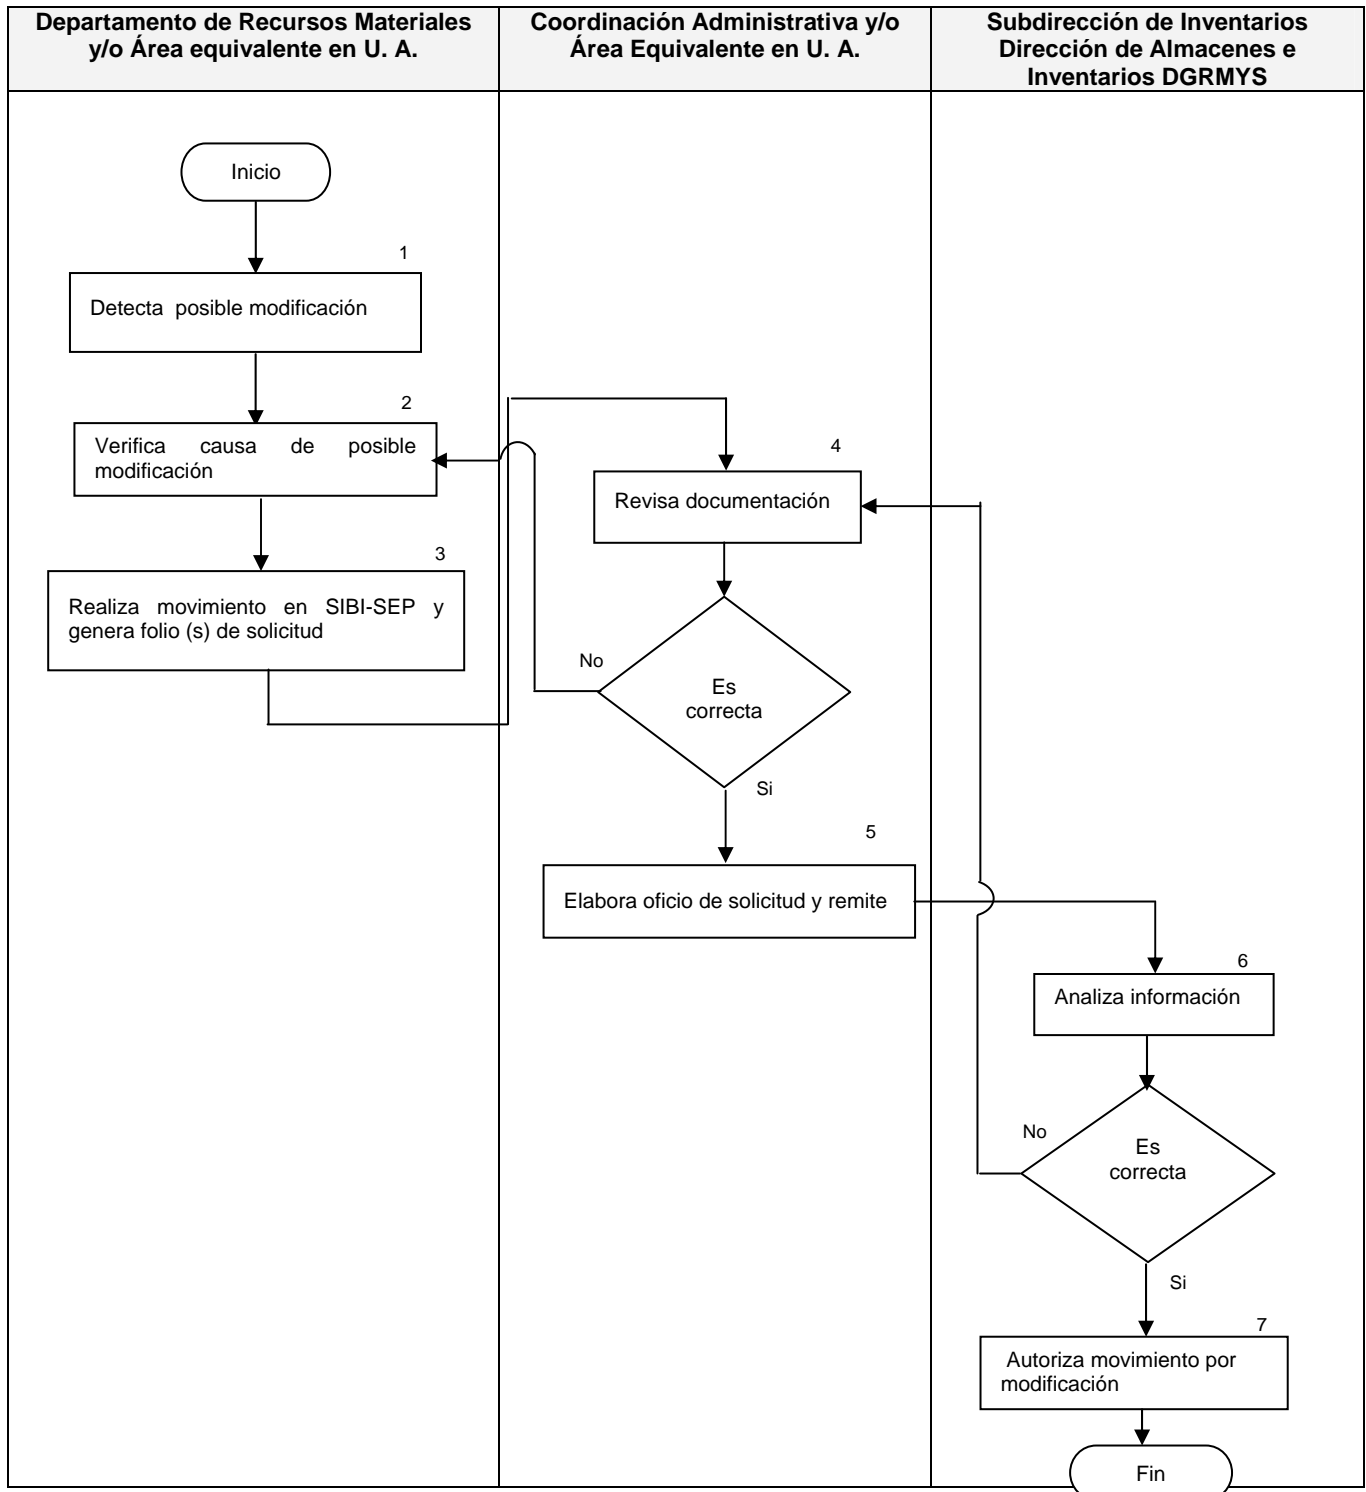 Departamento de Recursos Materiales
y/o Área equivalente en U. A.
Coordinación Administrativa y/o
Área Equivalente en U. A.
Subdirección de Inventarios
Dirección de Almacenes e
Inventarios DGRMYS
Inicio
1
Detecta posible modificación
2
Verifica causa de posible
modificación
3
Realiza movimiento en SIBI-SEP y
genera folio (s) de solicitud
4
Revisa documentación
No
Es
correcta
Si
5
Elabora oficio de solicitud y remite
6
Analiza información
No
Es
correcta
Si
7
Autoriza movimiento por
modificación
Fin